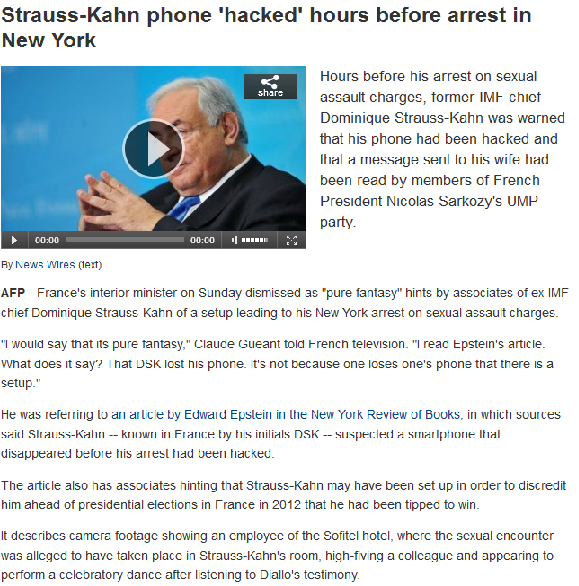 Strauss-Kahn phone 'hacked' hours before arrest in
New York
share
00:00
00:00
Hours before his arrest on sexual
assault charges, former IMF chief
Dominique Strauss-Kahn was warned
that his phone had been hacked and
that a message sent to his wife had
been read by members of French
President Nicolas Sarkozy's UMP
party.
By News Wires (text)
AFP - France's interior minister on Sunday dismissed as "pure fantasy" hints by associates of ex IMF
chief Dominique Strauss-Kahn of a setup leading to his New York arrest on sexual assault charges.
"I would say that its pure fantasy," Claude Gueant told French television. "I read Epstein's article.
What does it say? That DSK lost his phone. It's not because one loses one's phone that there is a
setup."
He was referring to an article by Edward Epstein in the New York Review of Books, in which sources
said Strauss-Kahn -- known in France by his initials DSK -- suspected a smartphone that
disappeared before his arrest had been hacked.
The article also has associates hinting that Strauss-Kahn may have been set up in order to discredit
him ahead of presidential elections in France in 2012 that he had been tipped to win.
It describes camera footage showing an employee of the Sofitel hotel, where the sexual encounter
was alleged to have taken place in Strauss-Kahn's room, high-fiving a colleague and appearing to
perform a celebratory dance after listening to Diallo's testimony.